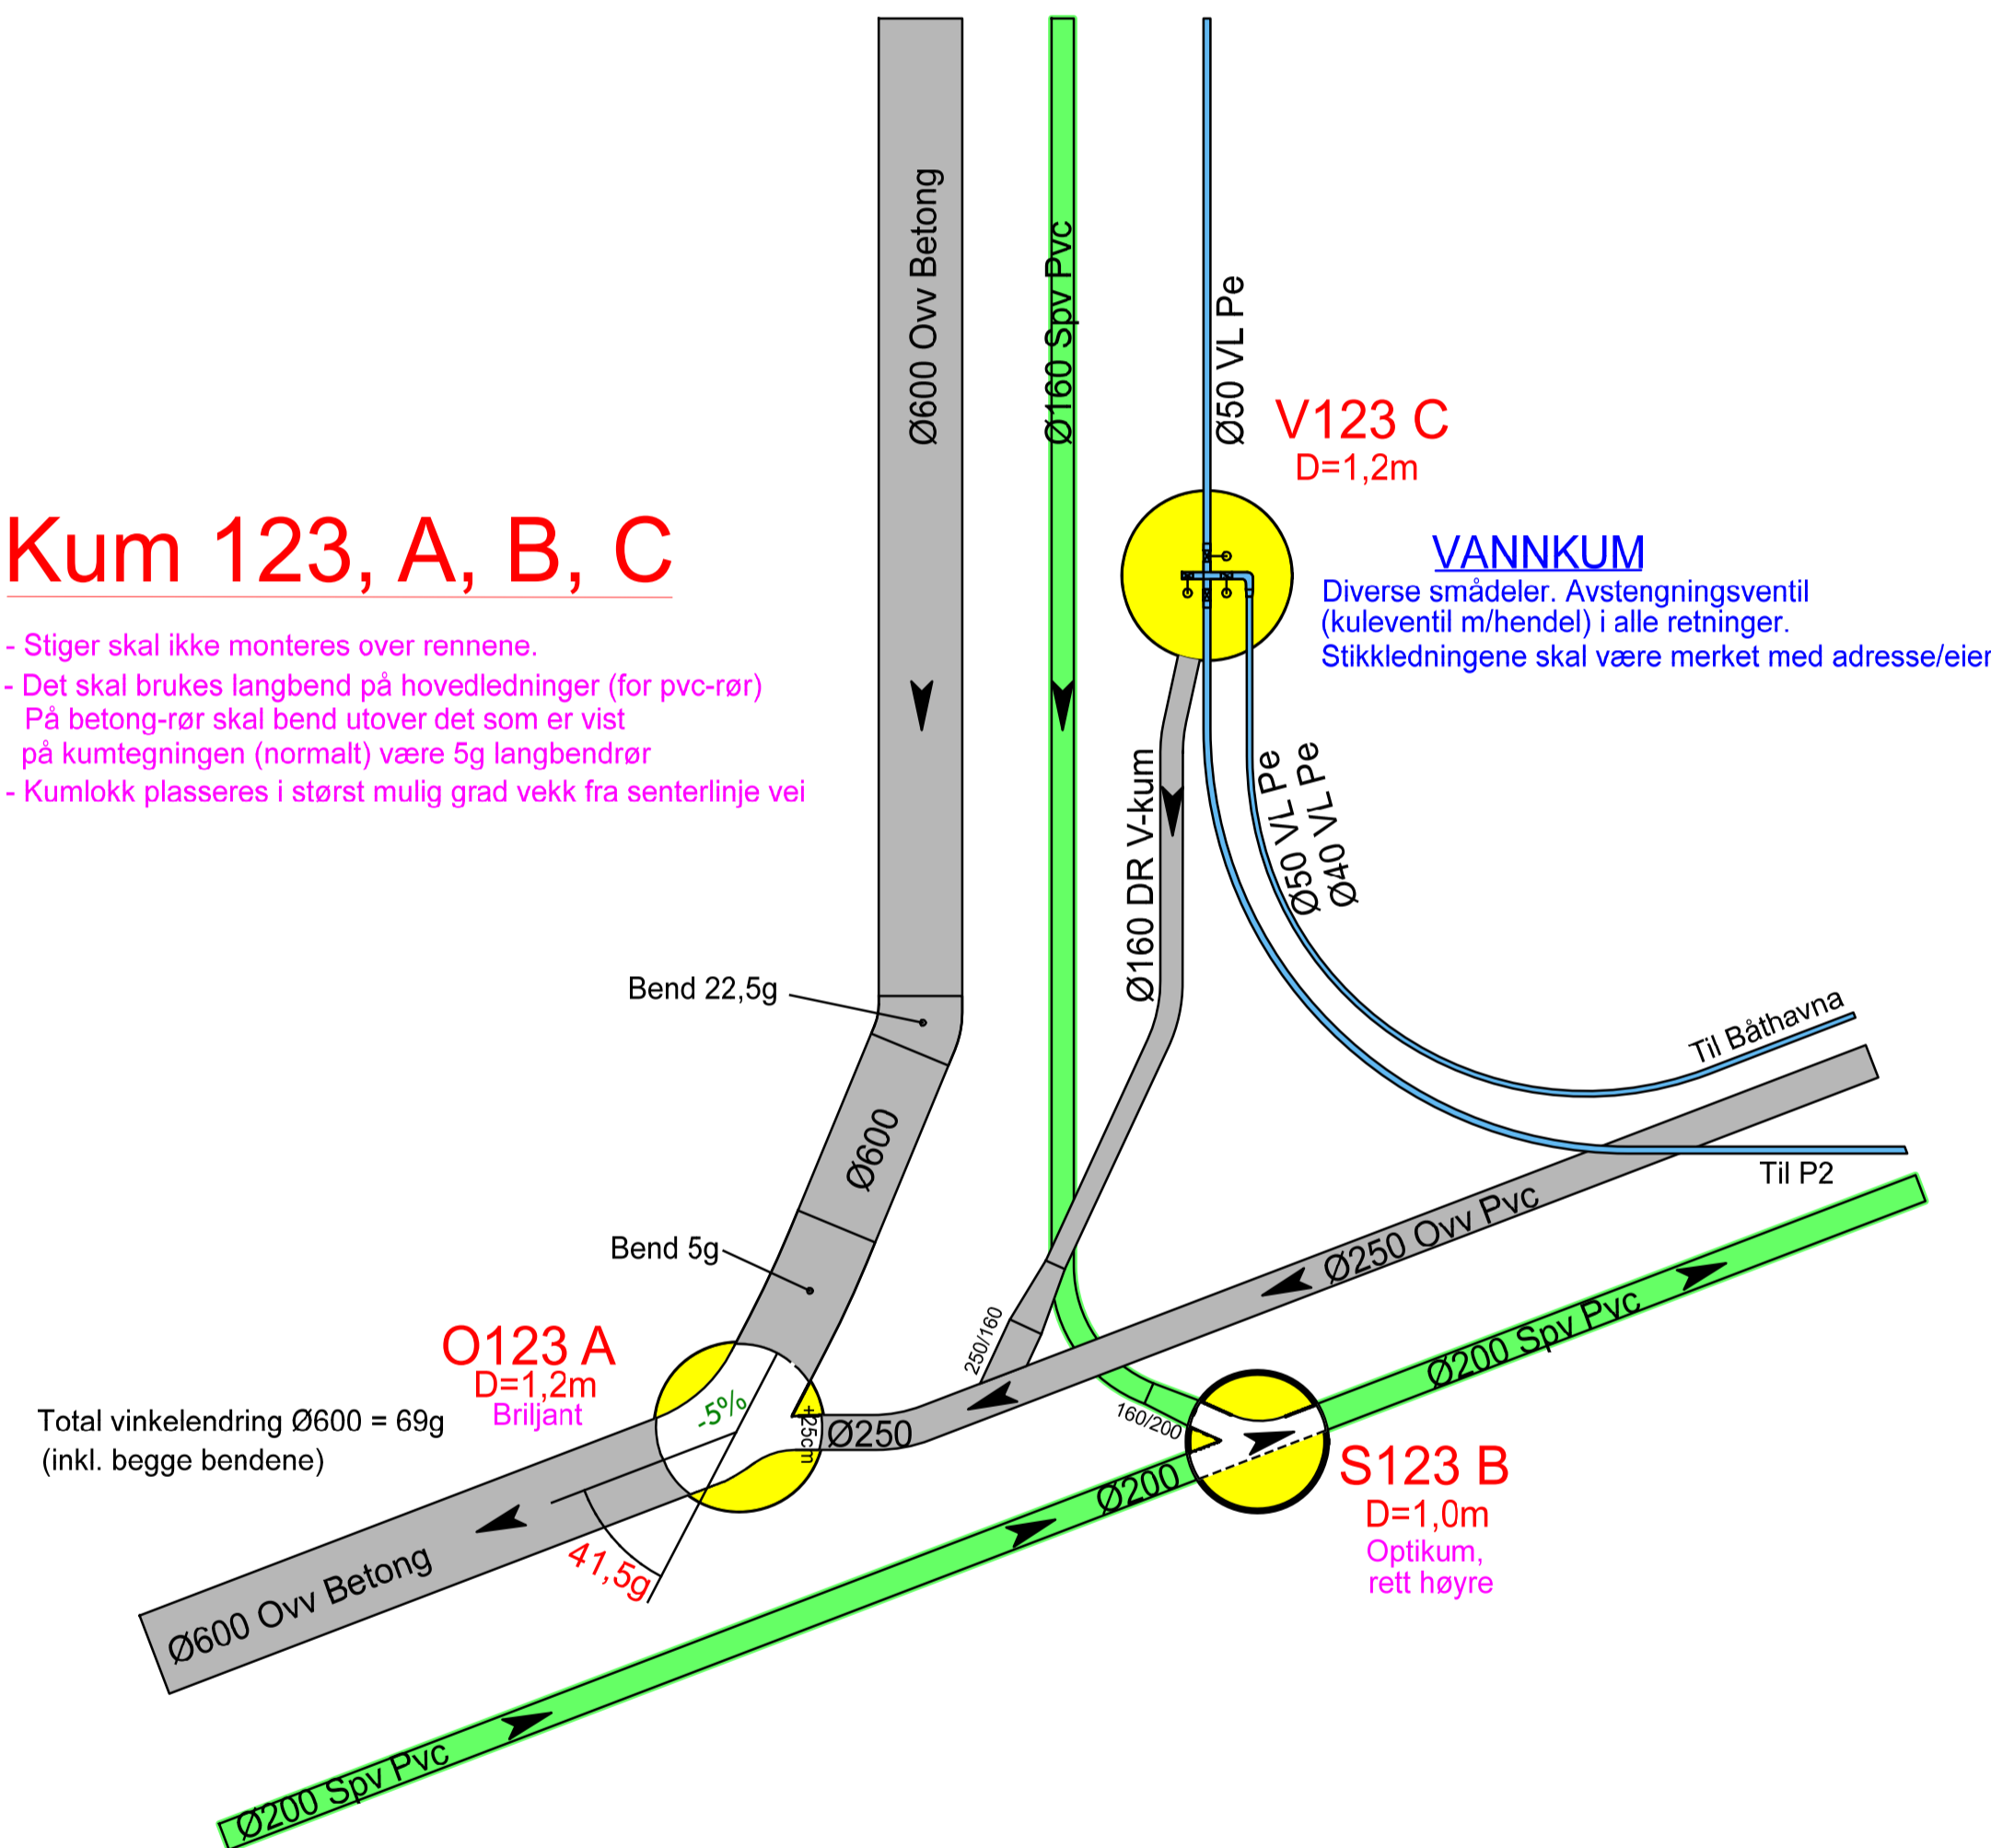 Ø600 Ovv Betong
Ø160 Spv Pvc
Ø50 VL Pe
V123 C
D=1,2m
Kum 123, A, B, C
VANNKUM
Diverse smådeler. Avstengningsventil
(kuleventil m/hendel) i alle retninger.
Stikkledningene skal være merket med adresse/eier
- Stiger skal ikke monteres over rennene.
- Det skal brukes langbend på hovedledninger (for pvc-rør)
På betong-rør skal bend utover det som er vist
på kumtegningen (normalt) være 5g langbendrør
- Kumlokk plasseres i størst mulig grad vekk fra senterlinje vei
Ø160 DR V-kum
Ø50 VL Pe
Ø40 VL Pe
Bend 22,5g
Til Båthavna
Ø600
Til P2
Bend 5g
Ø250 Ovv Pvc
250/160
Ø200 Spv Pvc
O123 A
D=1,2m
Briljant
-5%
+25cm
Ø250
160/200
Total vinkelendring Ø600 = 69g
(inkl. begge bendene)
Ø200
S123 B
D=1,0m
Optikum,
rett høyre
41,5g
Ø600 Ovv Betong
Ø200 Spv Pvc